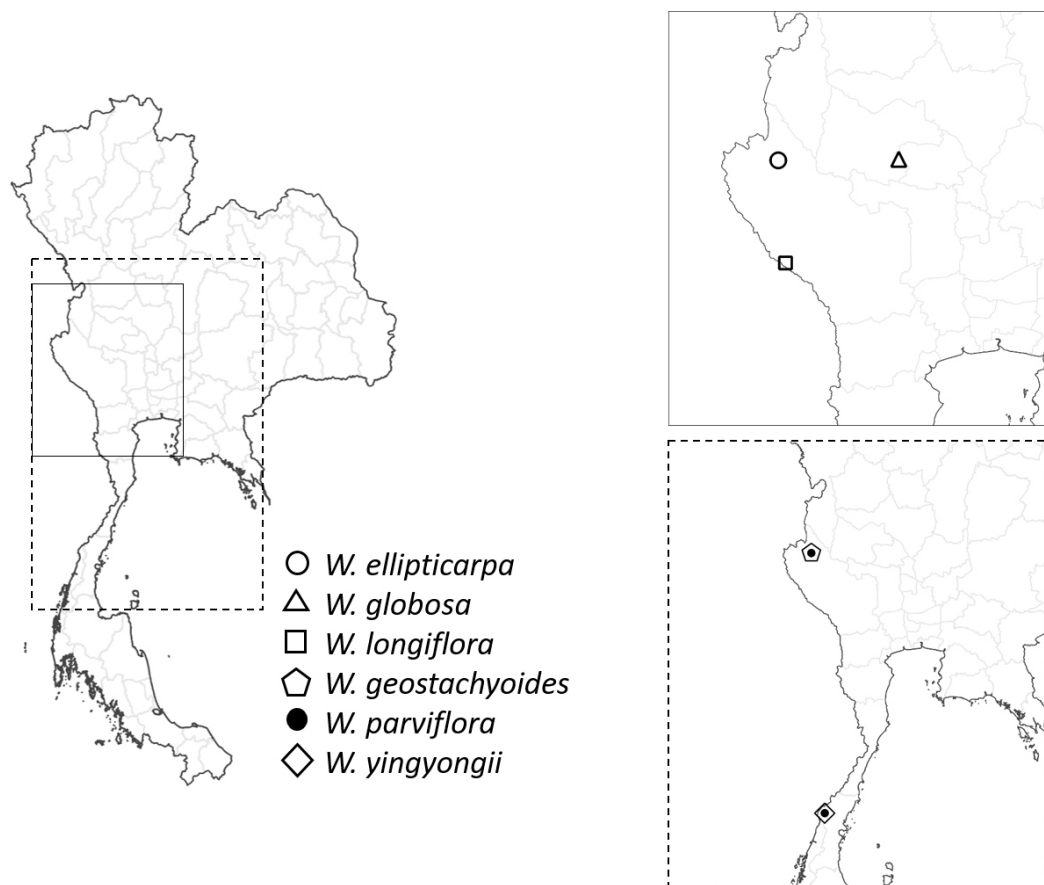 W. ellipticarpa
W. globosa
W. longiflora
W. geostachyoides
W. parviflora
W. yingyongii